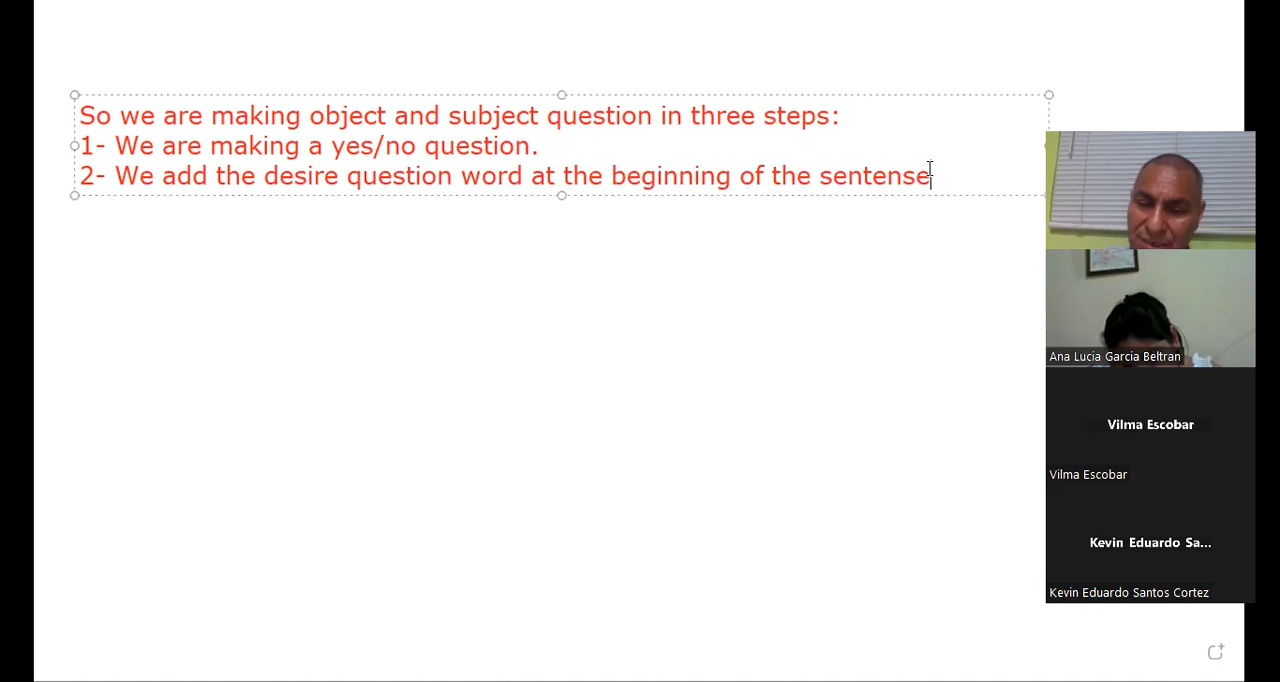 So we are making object and subject question in three steps:
1- We are making a yes/no question.
2- We add the desire question word at the beginning of the sentense
Ana Lucia Garcia Beltran
Vilma Escobar
Vilma Escobar
Kevin Eduardo Sa...
Kevin Eduardo Santos Cortez